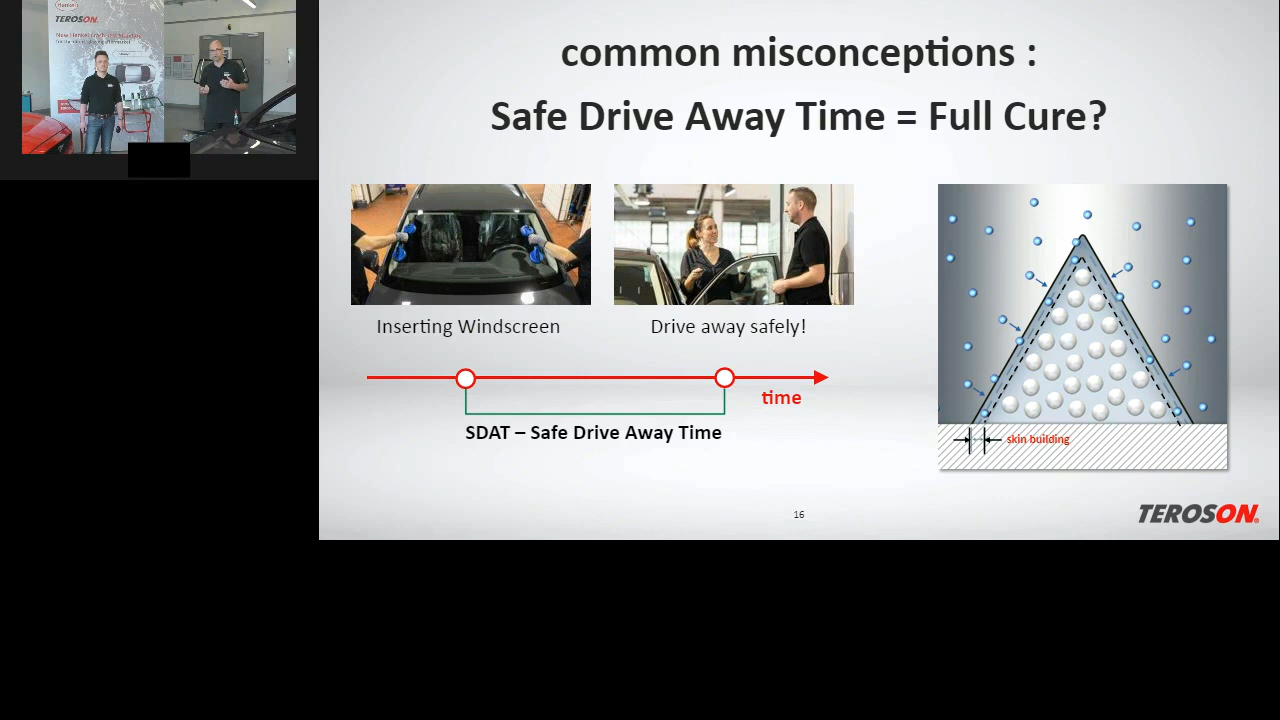 TEROSON
common misconceptions :
Safe Drive Away Time = Full Cure?
Inserting Windscreen
Drive away safely!
time
SDAT – Safe Drive Away Time
skin building
16
TEROSON.